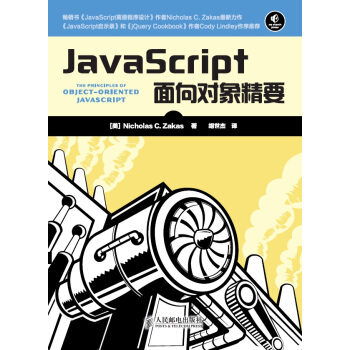 畅销书《JavaScript高级程序设计》作者Nicholas C. Zakas最新力作
《JavaScript启示录》和《jQuery Cookbook》作者Cody Lindley作序推荐
JavaScript
THE PRINCIPLES OF
OBJECT-ORIENTED
JAVASCRIPT
面向对象精要
[美] Nicholas C. Zakas 著 胡世杰 译
人民邮电出版社
POSTS & TELECOM PRESS